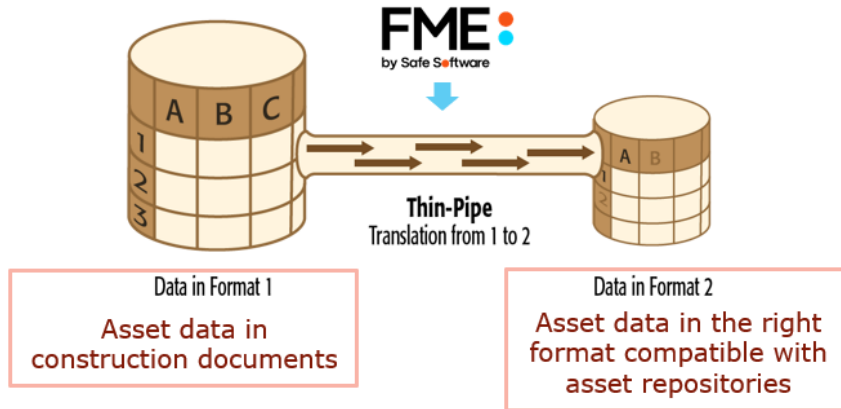 FME:
by Safe Software
A B C
1
2
3
A B
1
2
Thin-Pipe
Translation from 1 to 2
Data in Format 1
Asset data in
construction documents
Data in Format 2
Asset data in the right
format compatible with
asset repositories